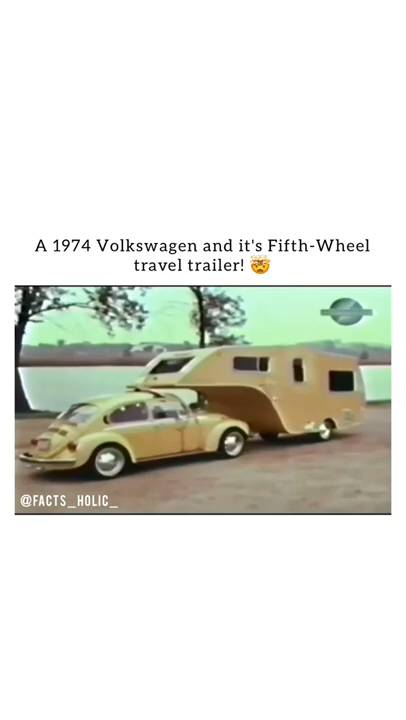 A 1974 Volkswagen and it's Fifth-Wheel
travel trailer! 🤯
@FACTS_HOLIC_